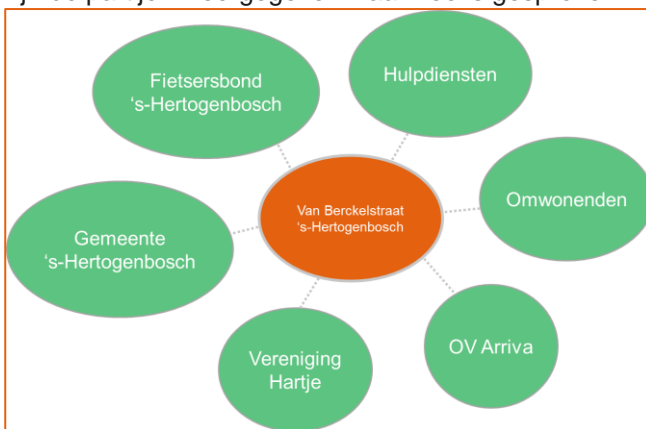 Fietsersbond
‘s-Hertogenbosch
Hulpdiensten
Van Berckelstraat
‘s-Hertogenbosch
Omwonenden
Gemeente
‘s-Hertogenbosch
OV Arriva
Vereniging
Hartje